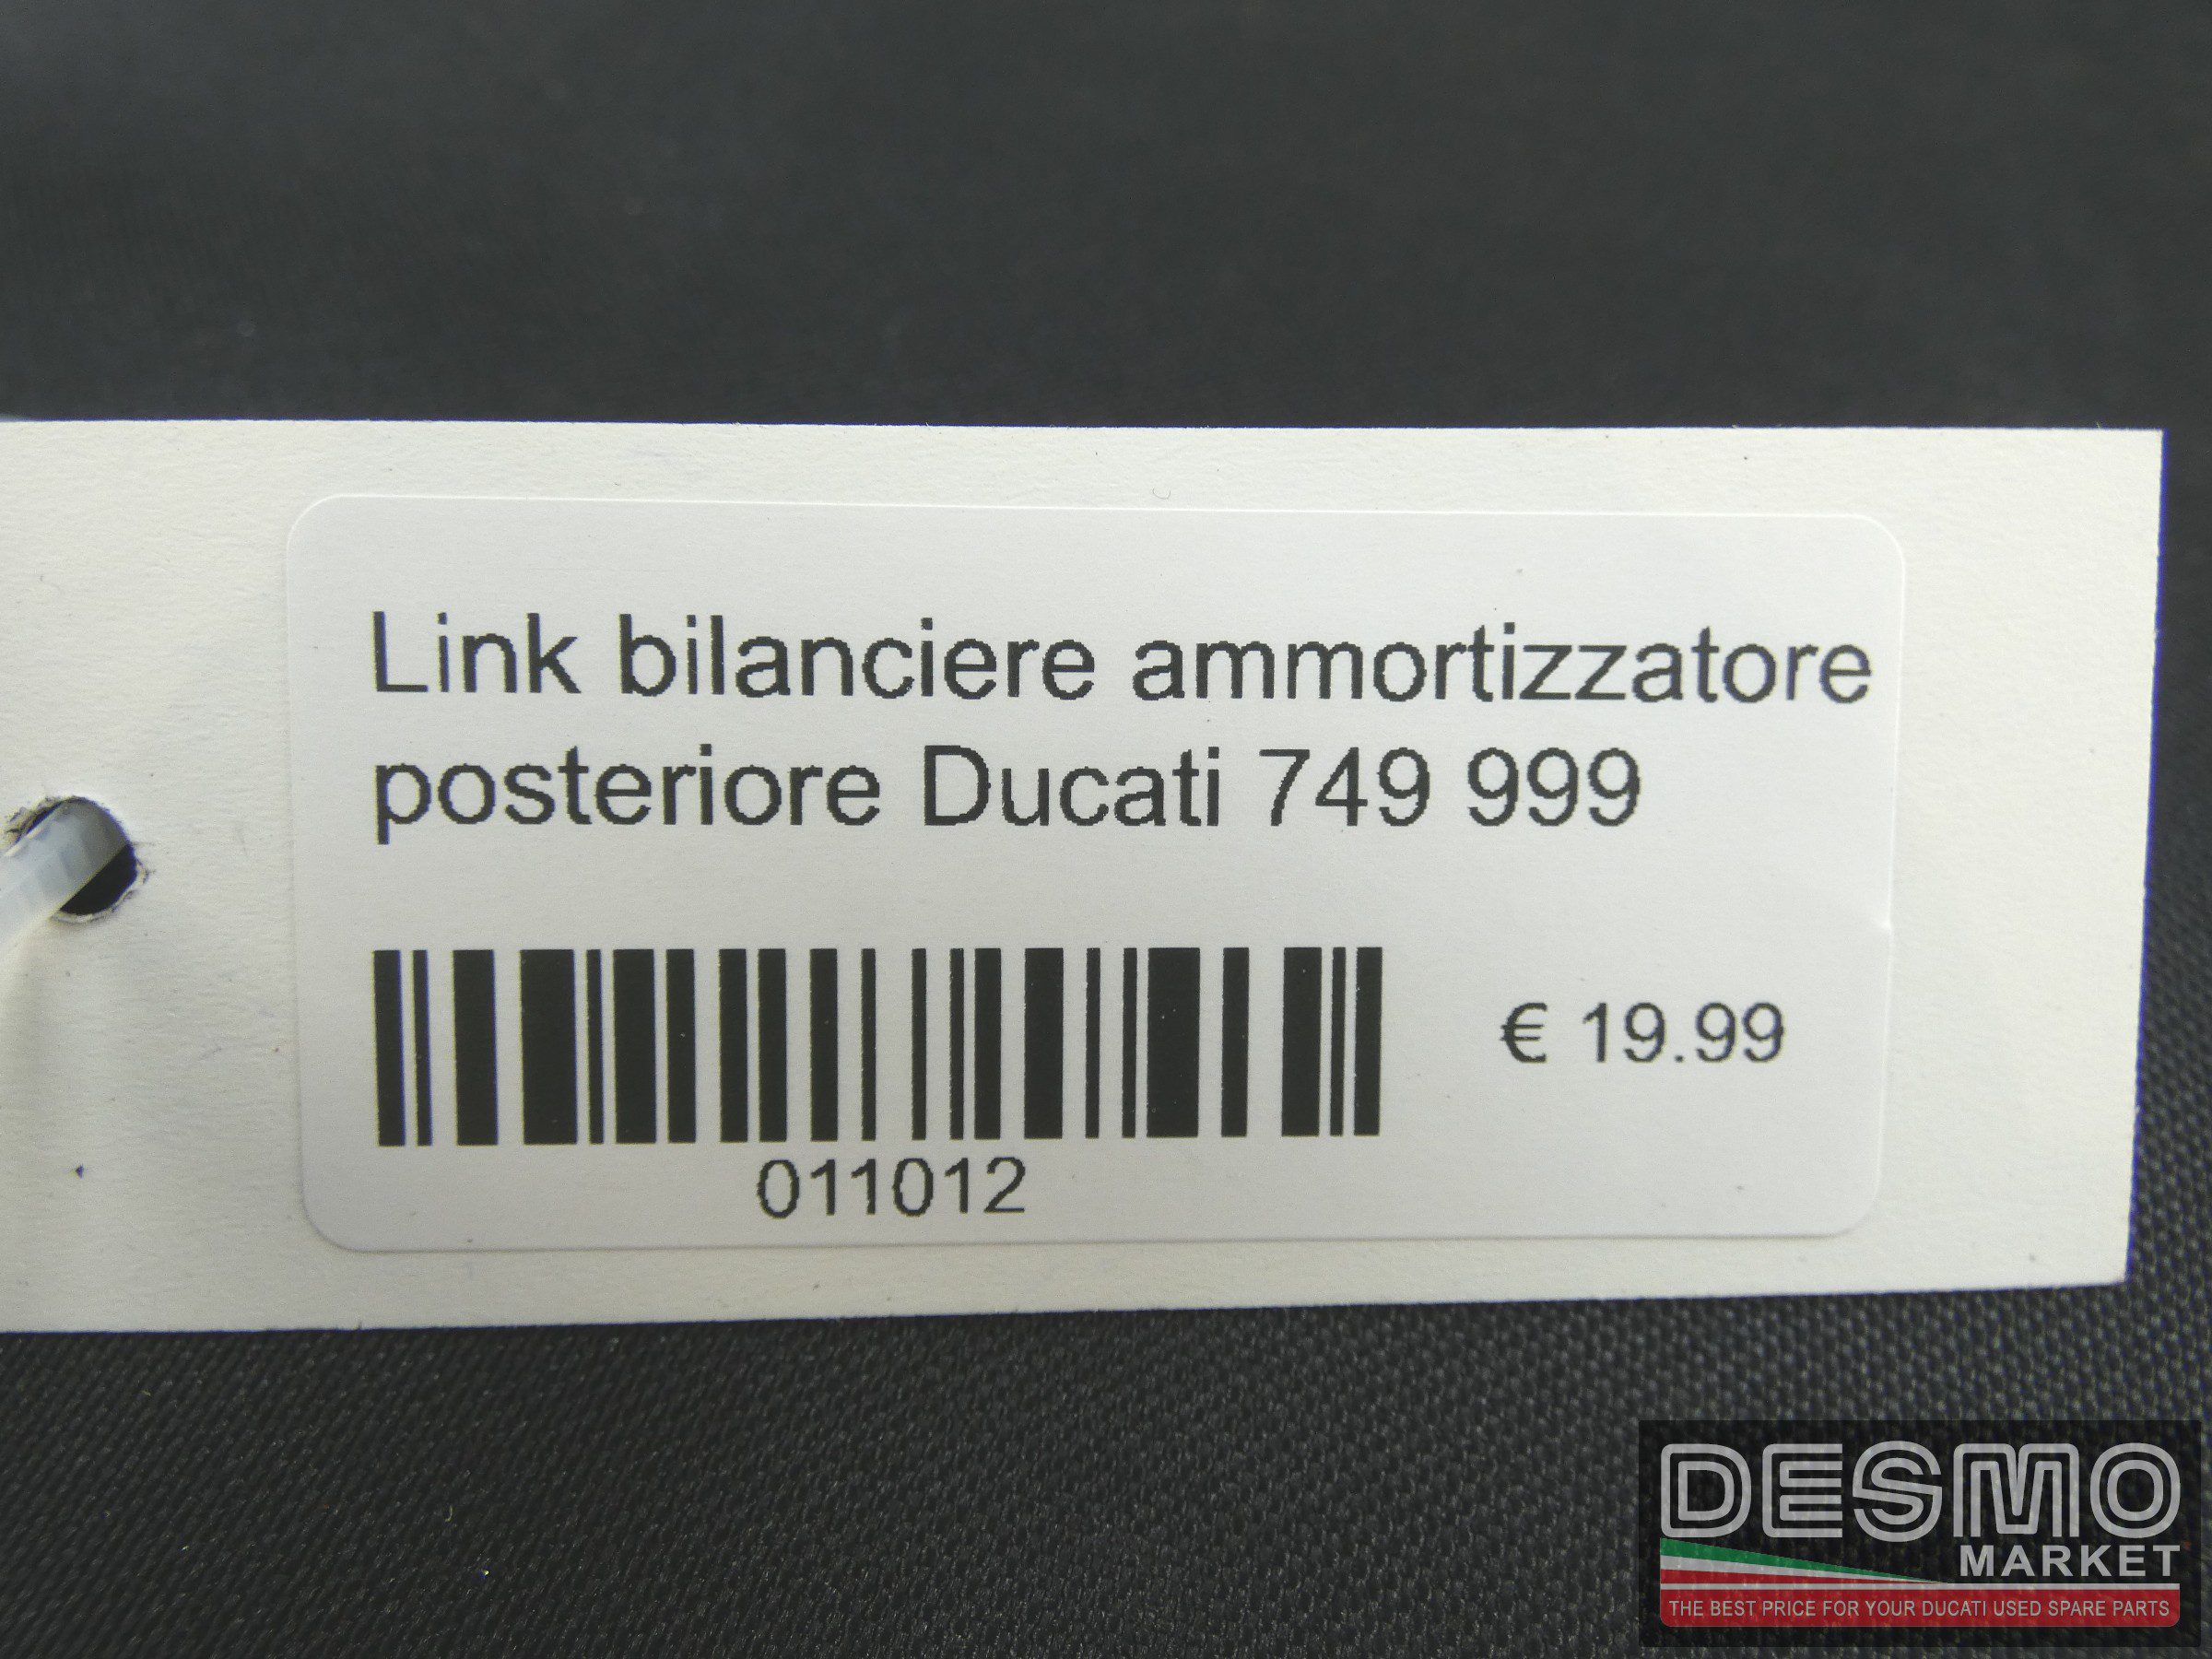 Link bilanciere ammortizzatore
posteriore Ducati 749 999
€ 19.99
011012
DESMO
MARKET
THE BEST PRICE FOR YOUR DUCATI USED SPARE PARTS